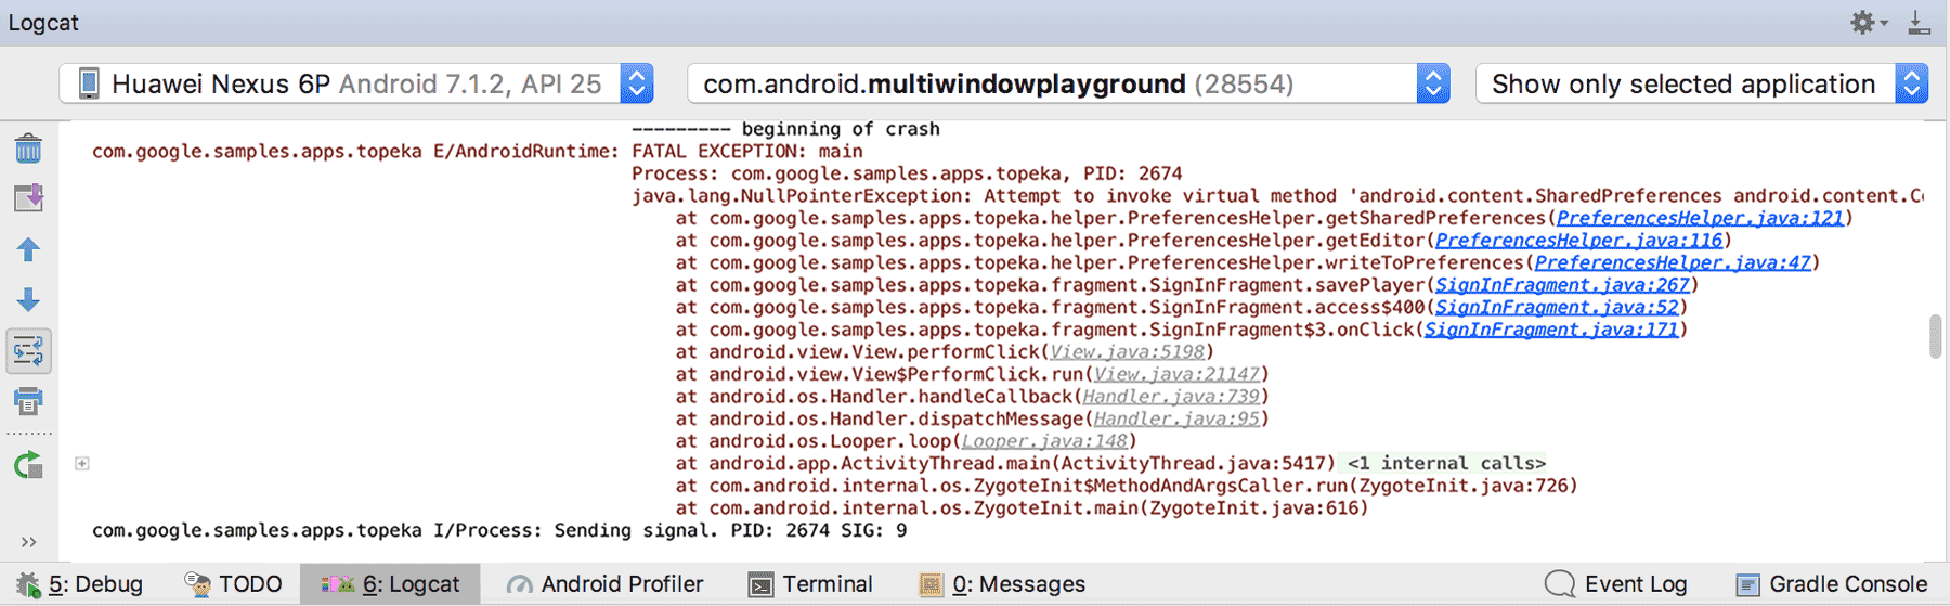 Logcat
Huawei Nexus 6P Android 7.1.2, API 25 com.android.multiwindowplayground (28554) Show only selected application
--------- beginning of crash
com.google.samples.apps.topeka E/AndroidRuntime: FATAL EXCEPTION: main
Process: com.google.samples.apps.topeka, PID: 2674
java.lang.NullPointerException: Attempt to invoke virtual method 'android.content.SharedPreferences android.content.Co
at com.google.samples.apps.topeka.helper.PreferencesHelper.getSharedPreferences(PreferencesHelper.java:121)
at com.google.samples.apps.topeka.helper.PreferencesHelper.getEditor(PreferencesHelper.java:116)
at com.google.samples.apps.topeka.helper.PreferencesHelper.writeToPreferences(PreferencesHelper.java:47)
at com.google.samples.apps.topeka.fragment.SignInFragment.savePlayer(SignInFragment.java:267)
at com.google.samples.apps.topeka.fragment.SignInFragment.access$400(SignInFragment.java:52)
at com.google.samples.apps.topeka.fragment.SignInFragment$3.onClick(SignInFragment.java:171)
at android.view.View.performClick(View.java:5198)
at android.view.View$PerformClick.run(View.java:21147)
at android.os.Handler.handleCallback(Handler.java:739)
at android.os.Handler.dispatchMessage(Handler.java:95)
at android.os.Looper.loop(Looper.java:148)
at android.app.ActivityThread.main(ActivityThread.java:5417) <1 internal calls>
at com.android.internal.os.ZygoteInit$MethodAndArgsCaller.run(ZygoteInit.java:726)
at com.android.internal.os.ZygoteInit.main(ZygoteInit.java:616)
com.google.samples.apps.topeka I/Process: Sending signal. PID: 2674 SIG: 9
5: Debug TODO 6: Logcat Android Profiler Terminal 0: Messages Event Log Gradle Console